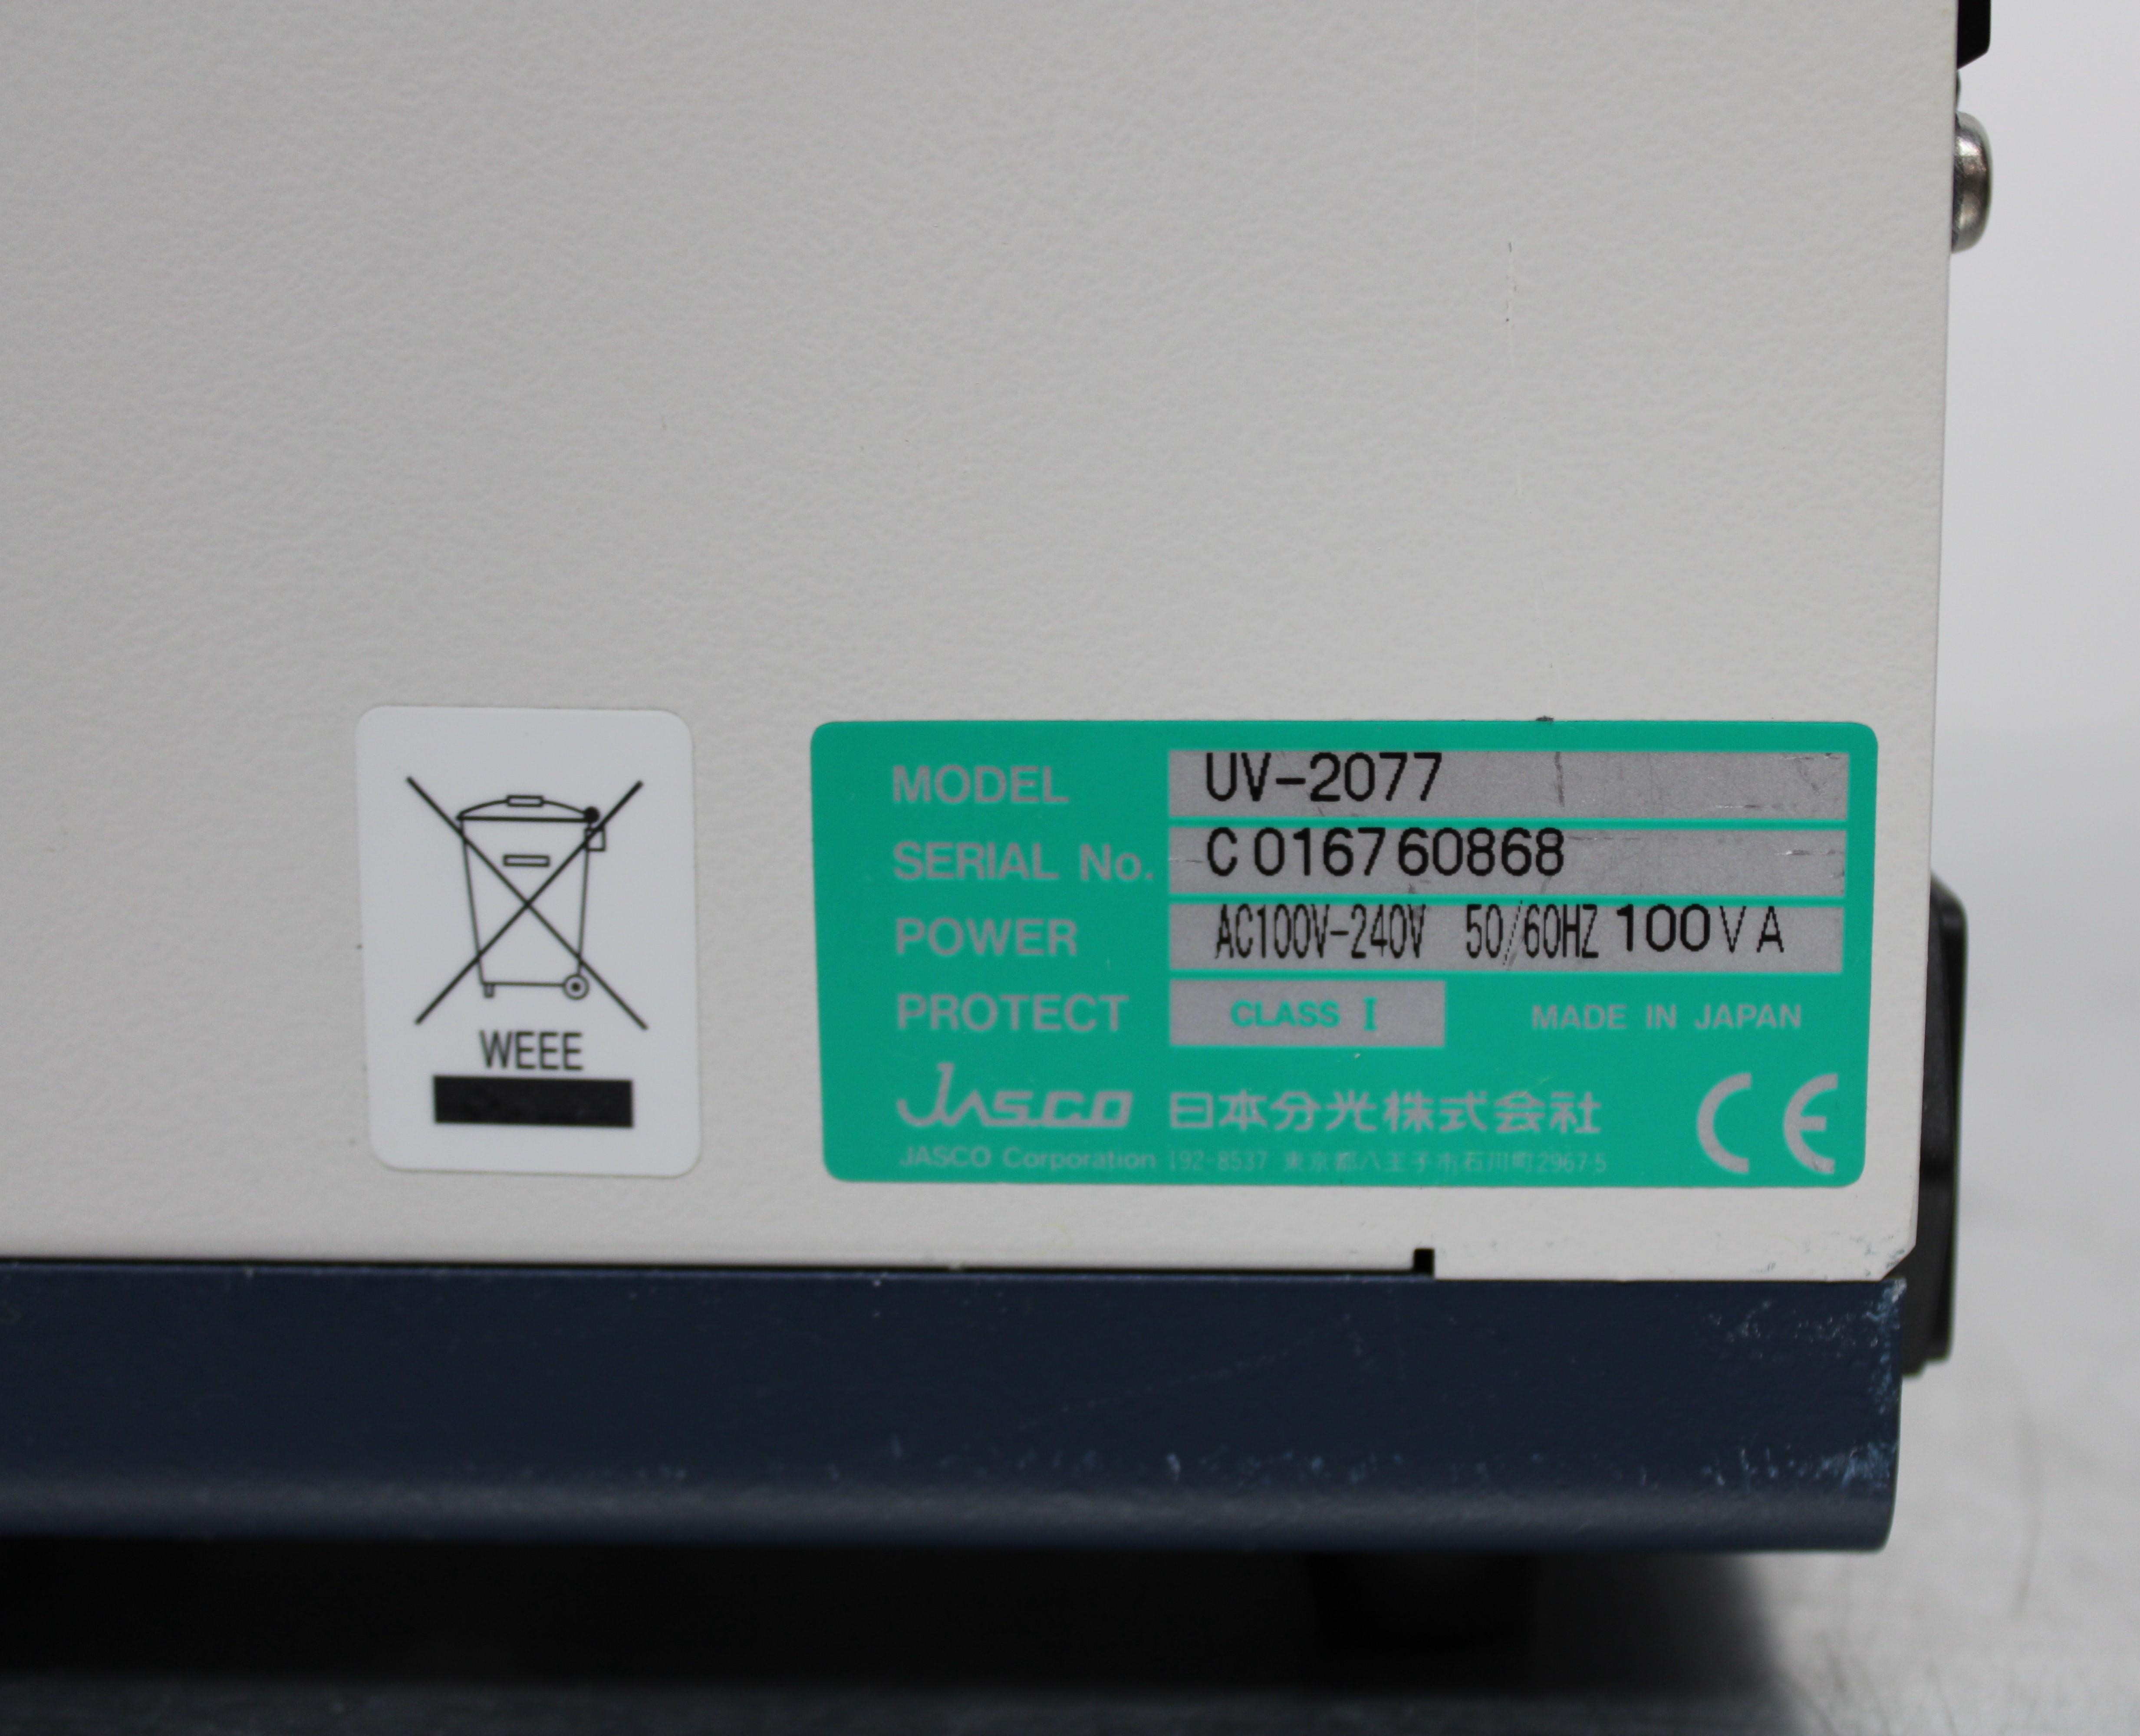 WEEE
MODEL UV-2077
SERIAL No. C016760868
POWER AC100V-240V 50/60HZ 100VA
PROTECT CLASS I MADE IN JAPAN
JASCO 日本分光株式会社 CE
JASCO Corporation 192-8537 東京都八王子市石川町2967-5